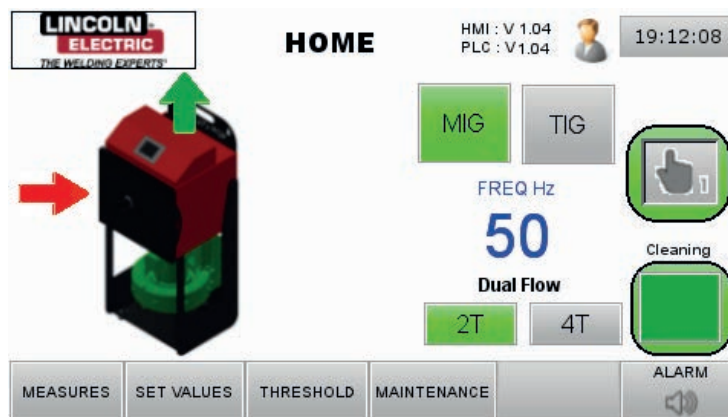 LINCOLN
ELECTRIC
THE WELDING EXPERTS®
HOME
HMI : V 1.04
PLC : V1.04
19:12:08
MIG
TIG
FREQ Hz
50
Dual Flow
2T
4T
1
Cleaning
MEASURES
SET VALUES
THRESHOLD
MAINTENANCE
ALARM